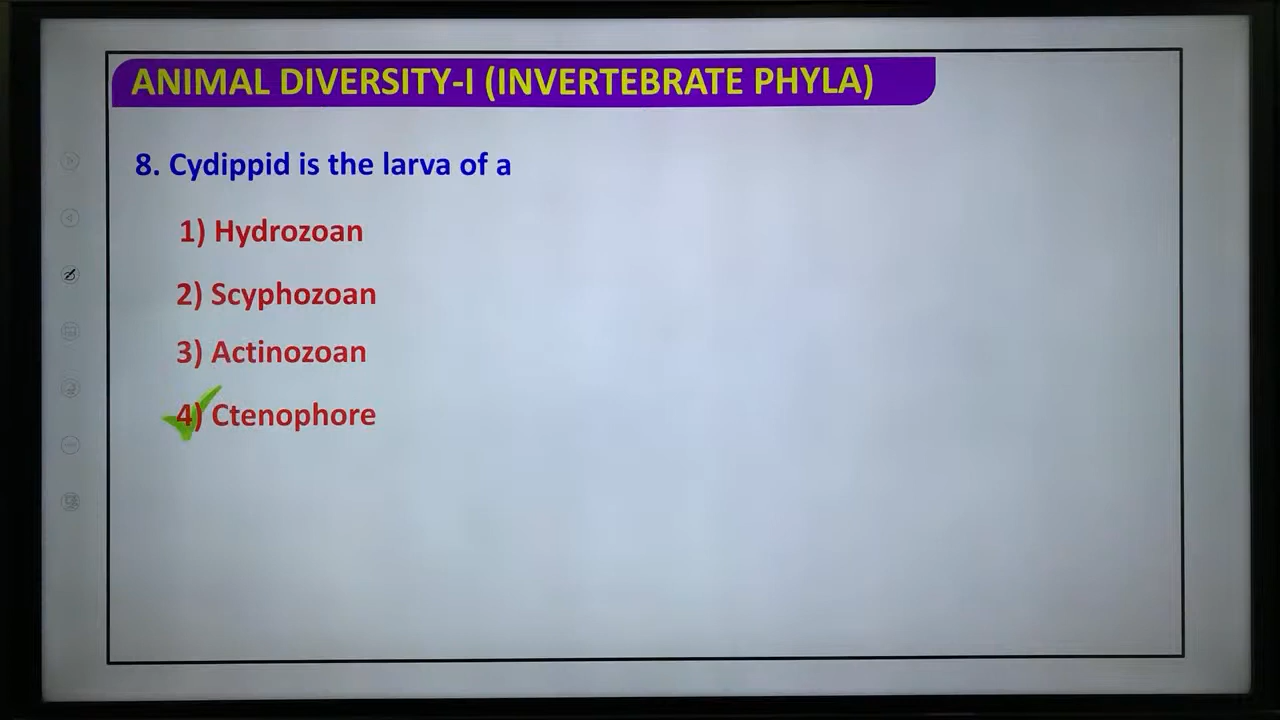 ANIMAL DIVERSITY-I (INVERTEBRATE PHYLA)
8. Cydippid is the larva of a
1) Hydrozoan
2) Scyphozoan
3) Actinozoan
4) Ctenophore